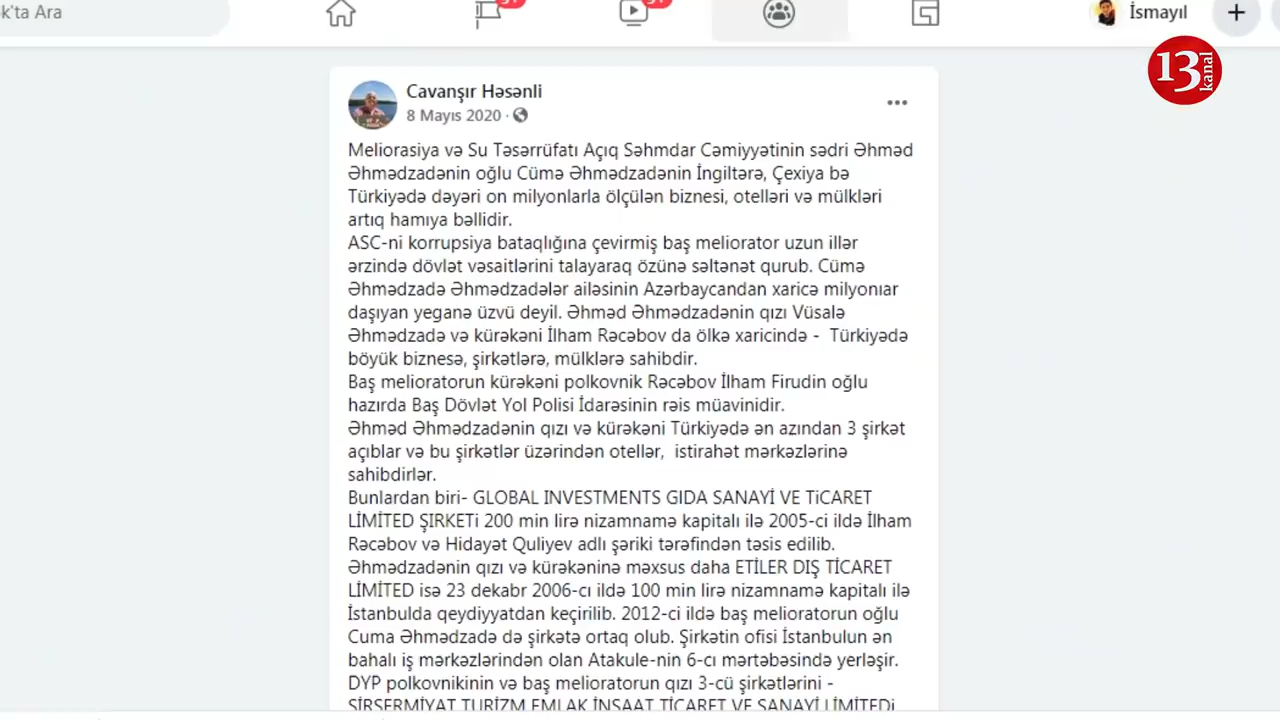 k'ta Ara
İsmayıl
+
13 kanal
Cavanşır Həsənli
8 Mayıs 2020 ·
Meliorasiya və Su Təsərrüfatı Açıq Səhmdar Cəmiyyətinin sədri Əhməd
Əhmədzadənin oğlu Cümə Əhmədzadənin İngiltərə, Çexiya bə
Türkiyədə dəyəri on milyonlarla ölçülən biznesi, otelləri və mülkləri
artıq hamıya bəllidir.
ASC-ni korrupsiya bataqlığına çevirmiş baş meliorator uzun illər
ərzində dövlət vəsaitlərini talayaraq özünə səltənət qurub. Cümə
Əhmədzadə Əhmədzadələr ailəsinin Azərbaycandan xaricə milyonıar
daşıyan yeganə üzvü deyil. Əhməd Əhmədzadənin qızı Vüsalə
Əhmədzadə və kürəkəni İlham Rəcəbov da ölkə xaricində - Türkiyədə
böyük biznesə, şirkətlərə, mülklərə sahibdir.
Baş melioratorun kürəkəni polkovnik Rəcəbov İlham Firudin oğlu
hazırda Baş Dövlət Yol Polisi İdarəsinin rəis müavinidir.
Əhməd Əhmədzadənin qızı və kürəkəni Türkiyədə ən azından 3 şirkət
açıblar və bu şirkətlər üzərindən otellər, istirahət mərkəzlərinə
sahibdirlər.
Bunlardan biri- GLOBAL INVESTMENTS GIDA SANAYİ VE TiCARET
LİMİTED ŞIRKETi 200 min lirə nizamnamə kapitalı ilə 2005-ci ildə İlham
Rəcəbov və Hidayət Quliyev adlı şəriki tərəfindən təsis edilib.
Əhmədzadənin qızı və kürəkəninə məxsus daha ETİLER DIŞ TİCARET
LİMİTED isə 23 dekabr 2006-cı ildə 100 min lirə nizamnamə kapitalı ilə
İstanbulda qeydiyyatdan keçirilib. 2012-ci ildə baş melioratorun oğlu
Cuma Əhmədzadə də şirkətə ortaq olub. Şirkətin ofisi İstanbulun ən
bahalı iş mərkəzlərindən olan Atakule-nin 6-cı mərtəbəsində yerləşir.
DYP polkovnikinin və baş melioratorun qızı 3-cü şirkətlərini -
SİRSERMİYAT TURİZM EMLAK İNŞAAT TİCARET VE SANAYİ LİMİTEDi